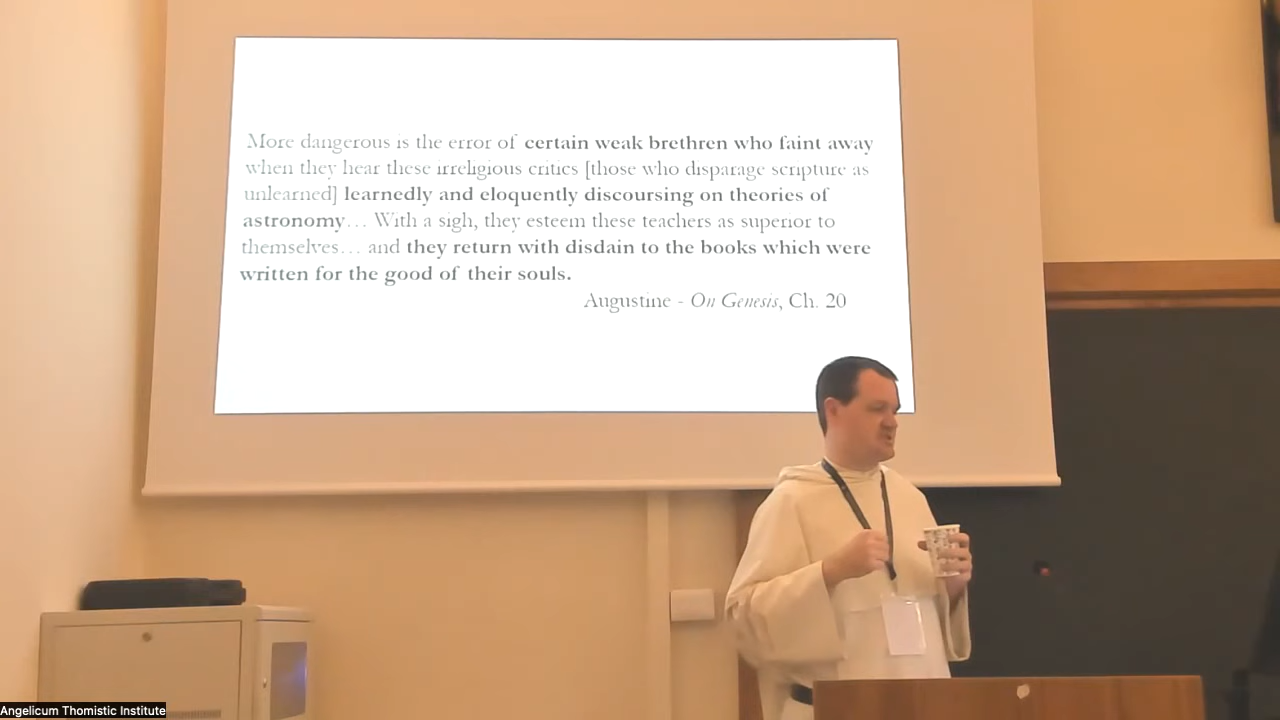 More dangerous is the error of certain weak brethren who faint away
when they hear these irreligious critics [those who disparage scripture as
unlearned] learnedly and eloquently discoursing on theories of
astronomy… With a sigh, they esteem these teachers as superior to
themselves… and they return with disdain to the books which were
written for the good of their souls.
Augustine - On Genesis, Ch. 20
Angelicum Thomistic Institute